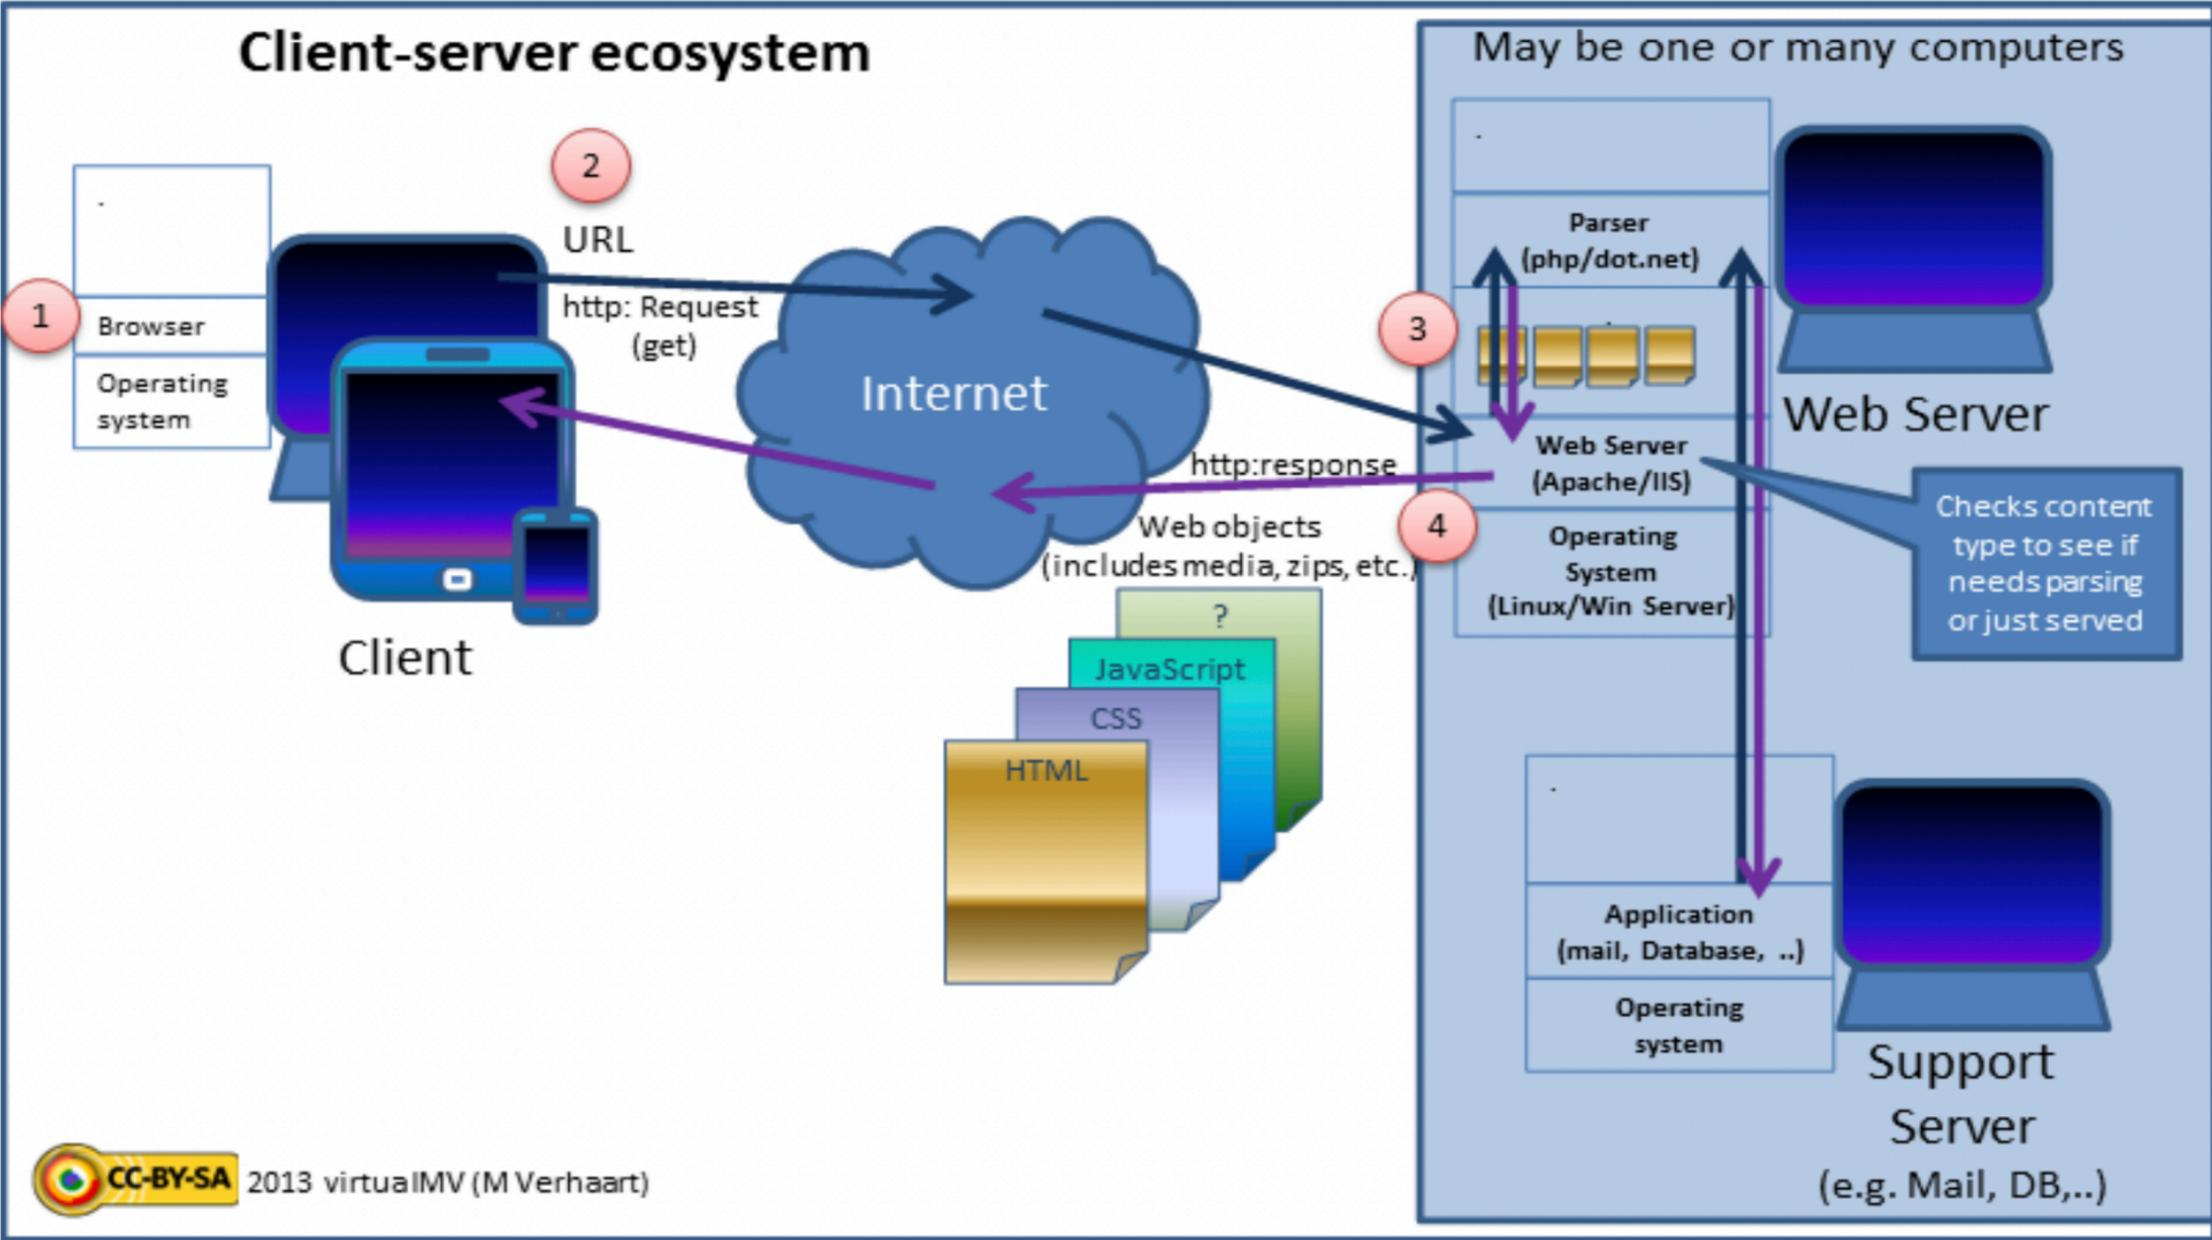 Client-server ecosystem
May be one or many computers
1
Browser
Operating
system
Client
2
URL
http: Request
(get)
Internet
http:response
Web objects
(includes media, zips, etc.)
?
JavaScript
CSS
HTML
3
4
Parser
(php/dot.net)
Web Server
(Apache/IIS)
Operating
System
(Linux/Win Server)
Web Server
Checks content
type to see if
needs parsing
or just served
Application
(mail, Database, ..)
Operating
system
Support
Server
(e.g. Mail, DB,..)
CC-BY-SA 2013 virtualMV (M Verhaart)